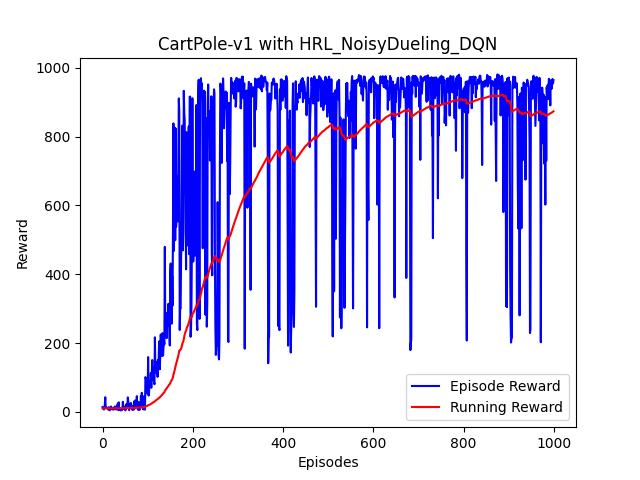 CartPole-v1 with HRL_NoisyDueling_DQN
1000
800
600
400
200
0
Reward
Episode Reward
Running Reward
0 200 400 600 800 1000
Episodes